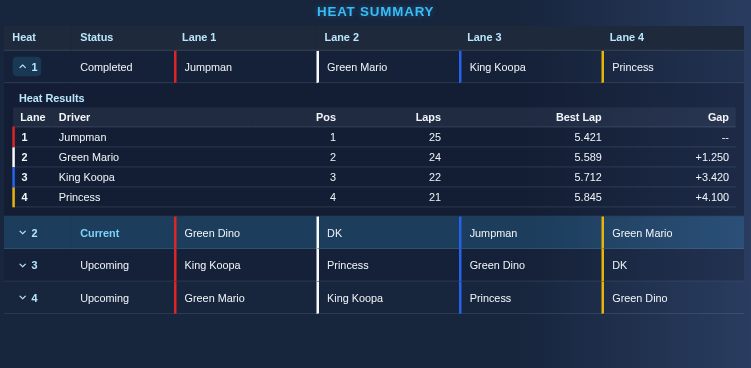 HEAT SUMMARY
Heat Status Lane 1 Lane 2 Lane 3 Lane 4
1 Completed Jumpman Green Mario King Koopa Princess
Heat Results
Lane Driver Pos Laps Best Lap Gap
1 Jumpman 1 25 5.421 --
2 Green Mario 2 24 5.589 +1.250
3 King Koopa 3 22 5.712 +3.420
4 Princess 4 21 5.845 +4.100
2 Current Green Dino DK Jumpman Green Mario
3 Upcoming King Koopa Princess Green Dino DK
4 Upcoming Green Mario King Koopa Princess Green Dino